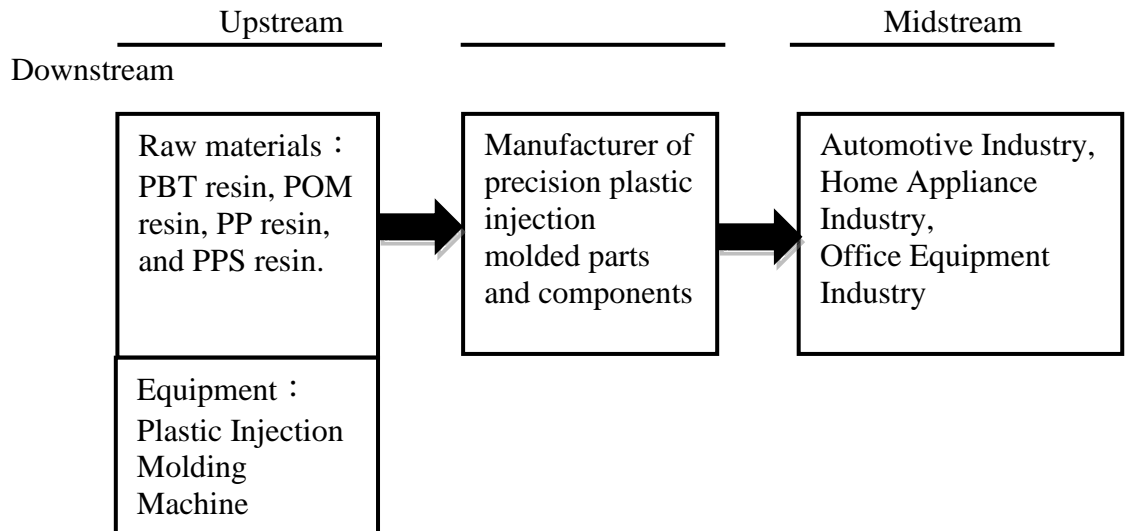 Upstream
Midstream
Downstream
Raw materials：
PBT resin, POM
resin, PP resin,
and PPS resin.
Equipment：
Plastic Injection
Molding
Machine
Manufacturer of
precision plastic
injection
molded parts
and components
Automotive Industry,
Home Appliance
Industry,
Office Equipment
Industry